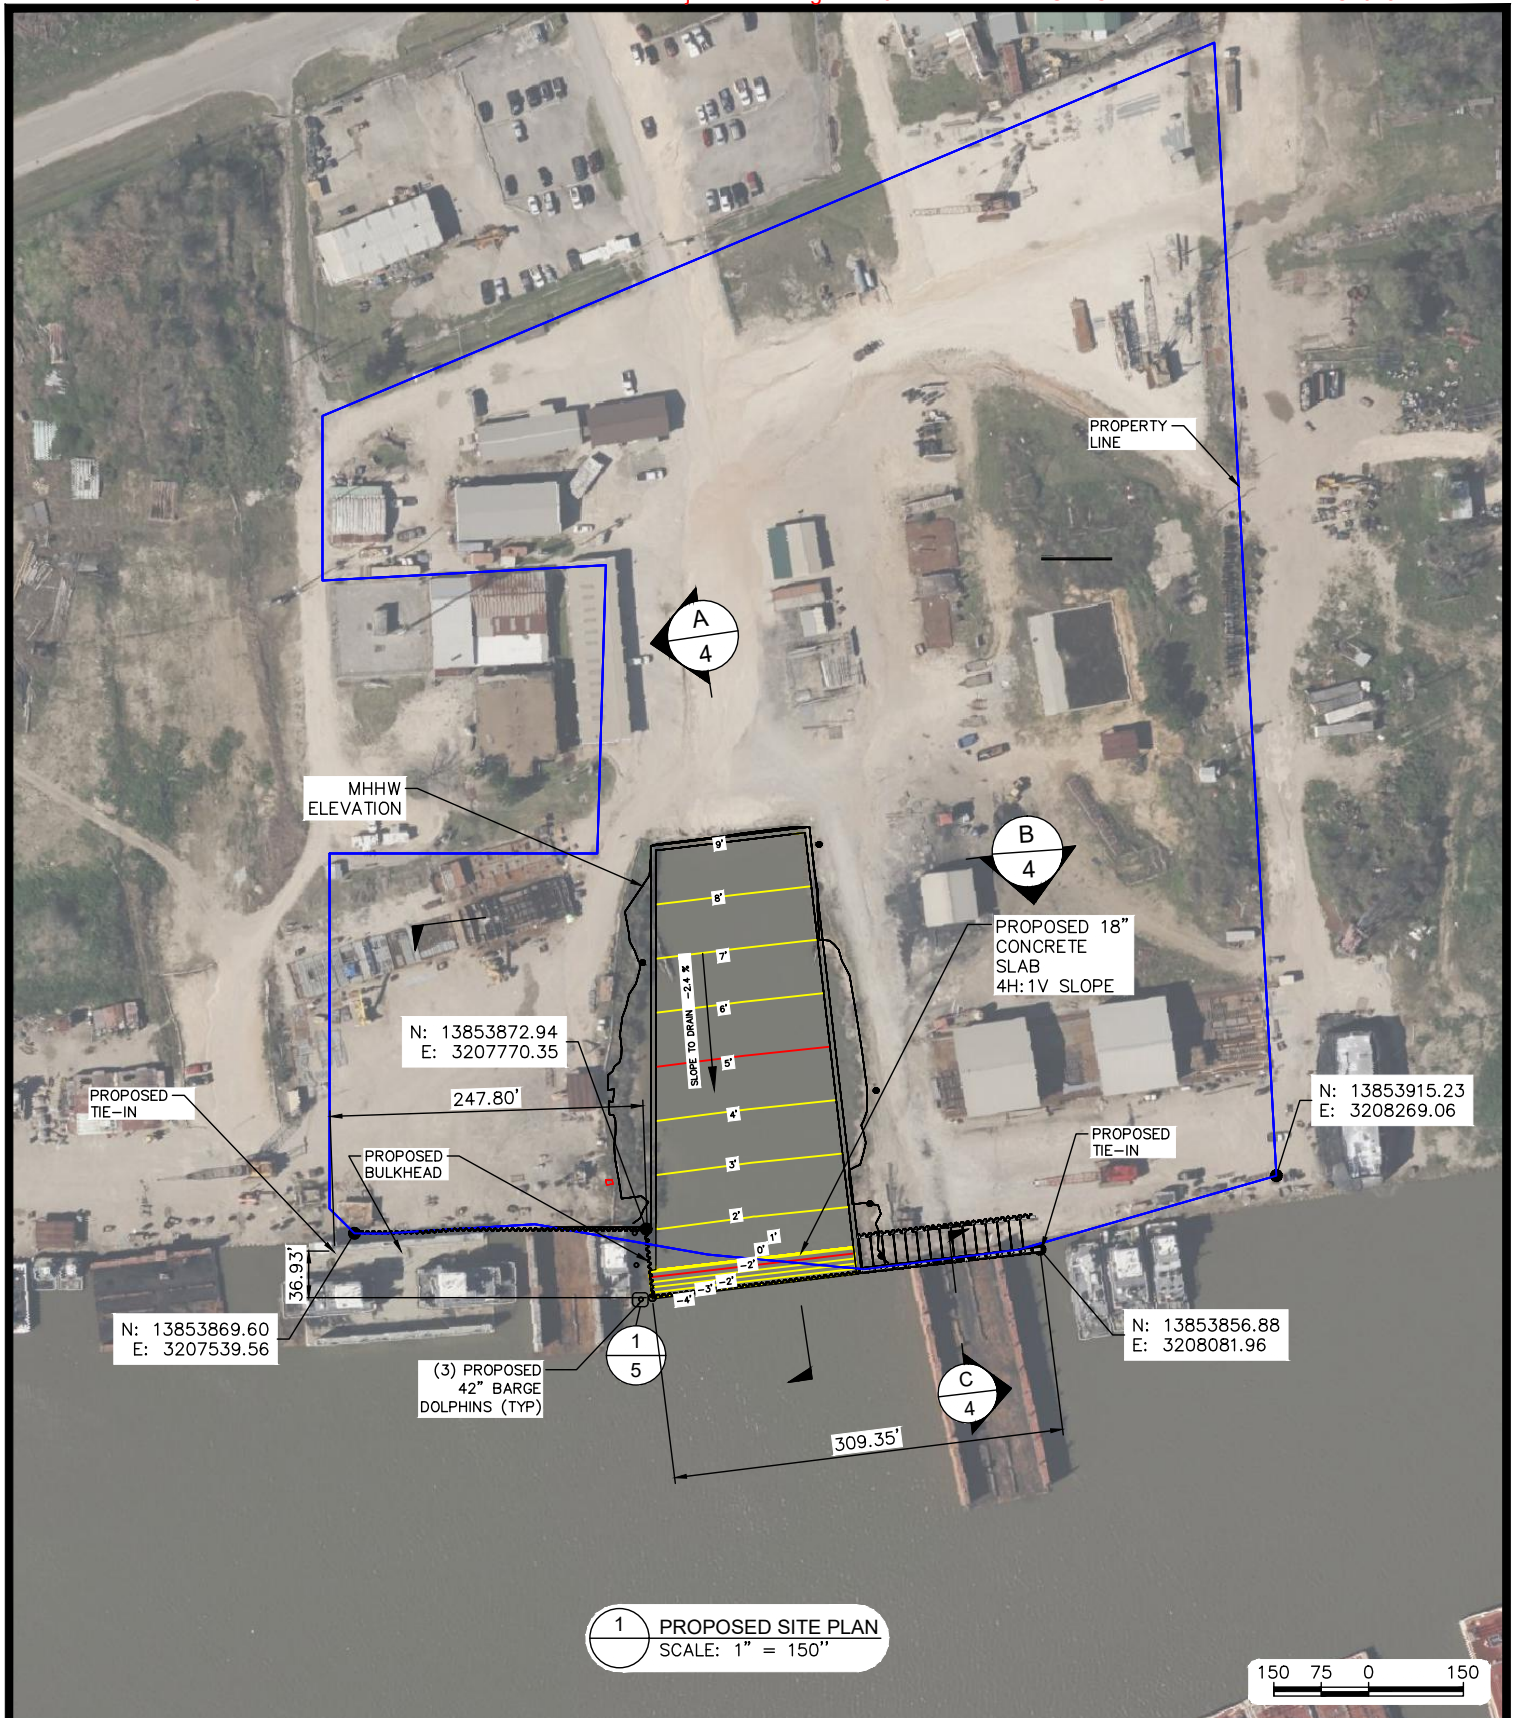 PROPERTY
LINE
A
4
MHHW
ELEVATION
9'
8'
7'
6'
5'
4'
3'
2'
1'
0'
-2'
-2'
-3'
-4'
SLOPE TO DRAIN -2.4 %
B
4
PROPOSED 18"
CONCRETE
SLAB
4H:1V SLOPE
N: 13853872.94
E: 3207770.35
247.80'
PROPOSED
TIE-IN
PROPOSED
BULKHEAD
N: 13853915.23
E: 3208269.06
PROPOSED
TIE-IN
36.93'
N: 13853869.60
E: 3207539.56
N: 13853856.88
E: 3208081.96
1
5
(3) PROPOSED
42" BARGE
DOLPHINS (TYP)
C
4
309.35'
1
PROPOSED SITE PLAN
SCALE: 1" = 150"
150 75 0 150